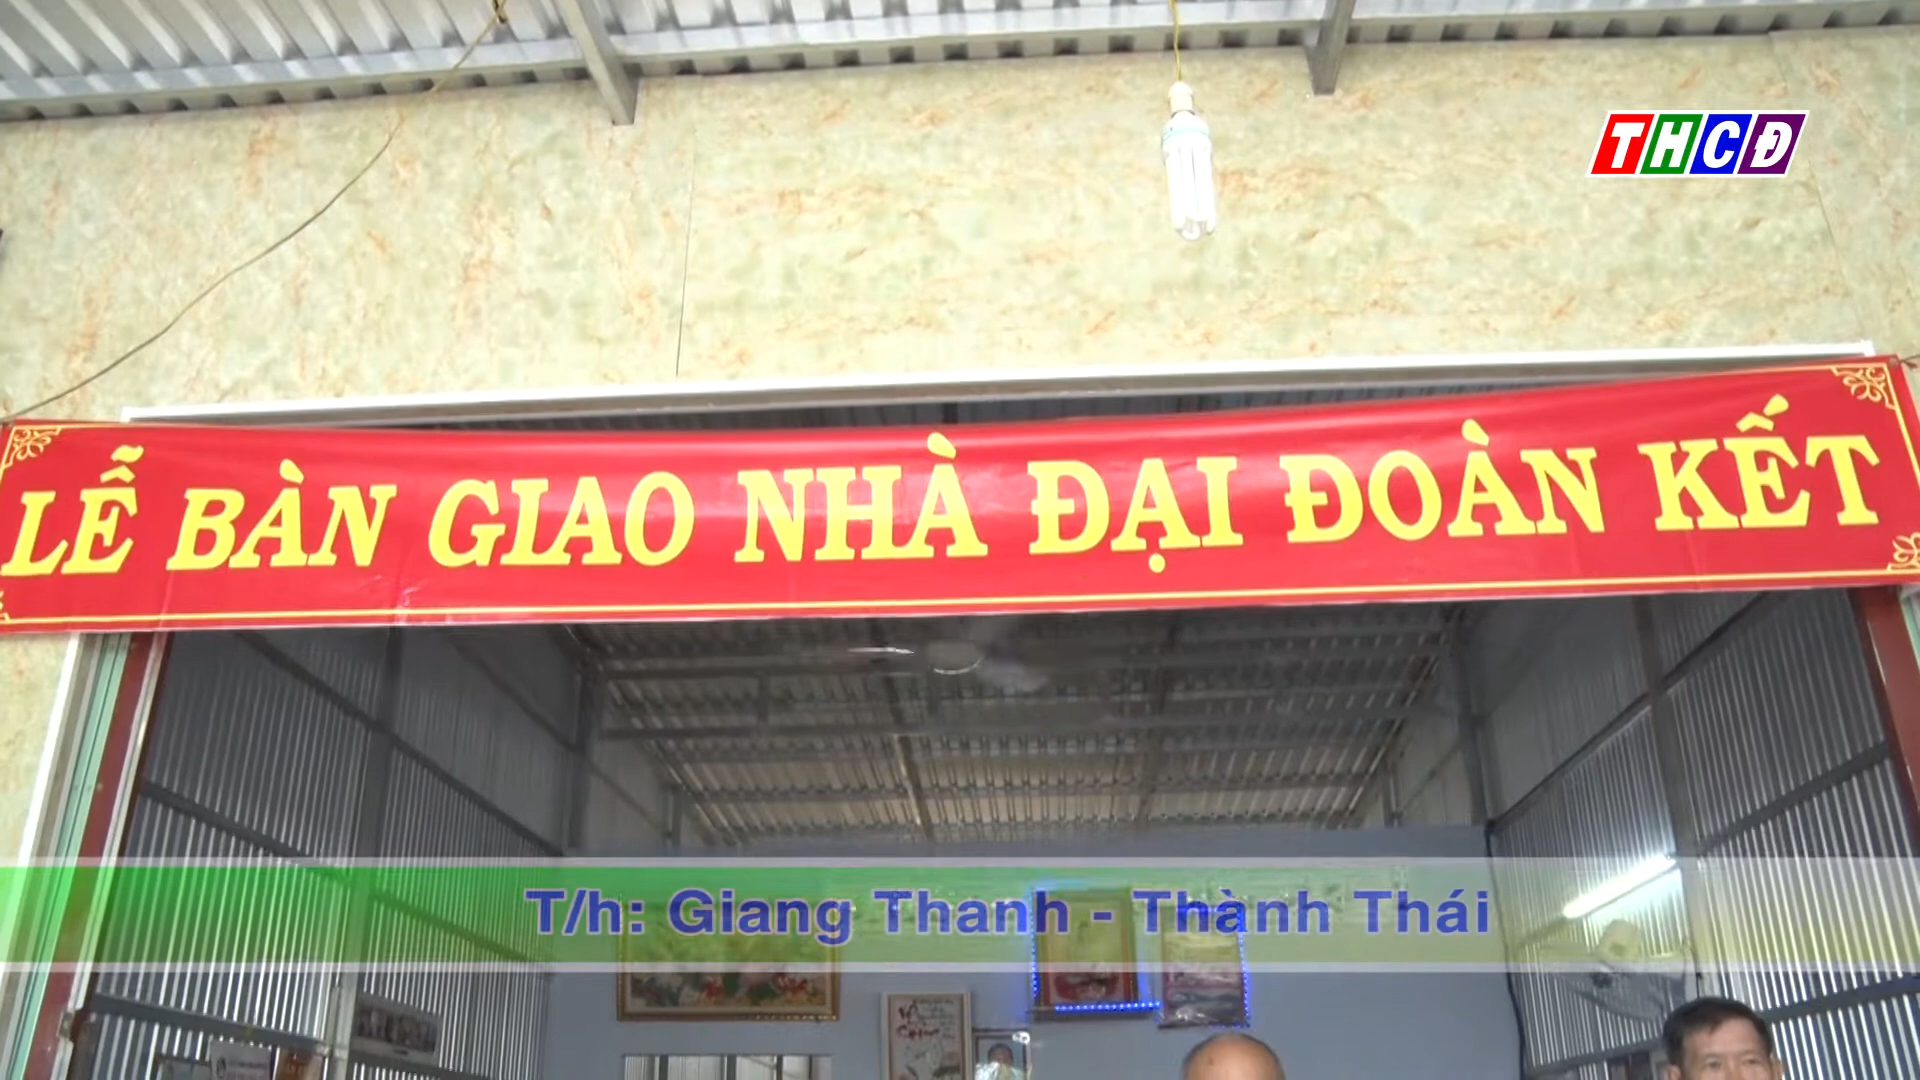 THCĐ
LỄ BÀN GIAO NHÀ ĐẠI ĐOÀN KẾT
T/h: Giang Thanh - Thành Thái